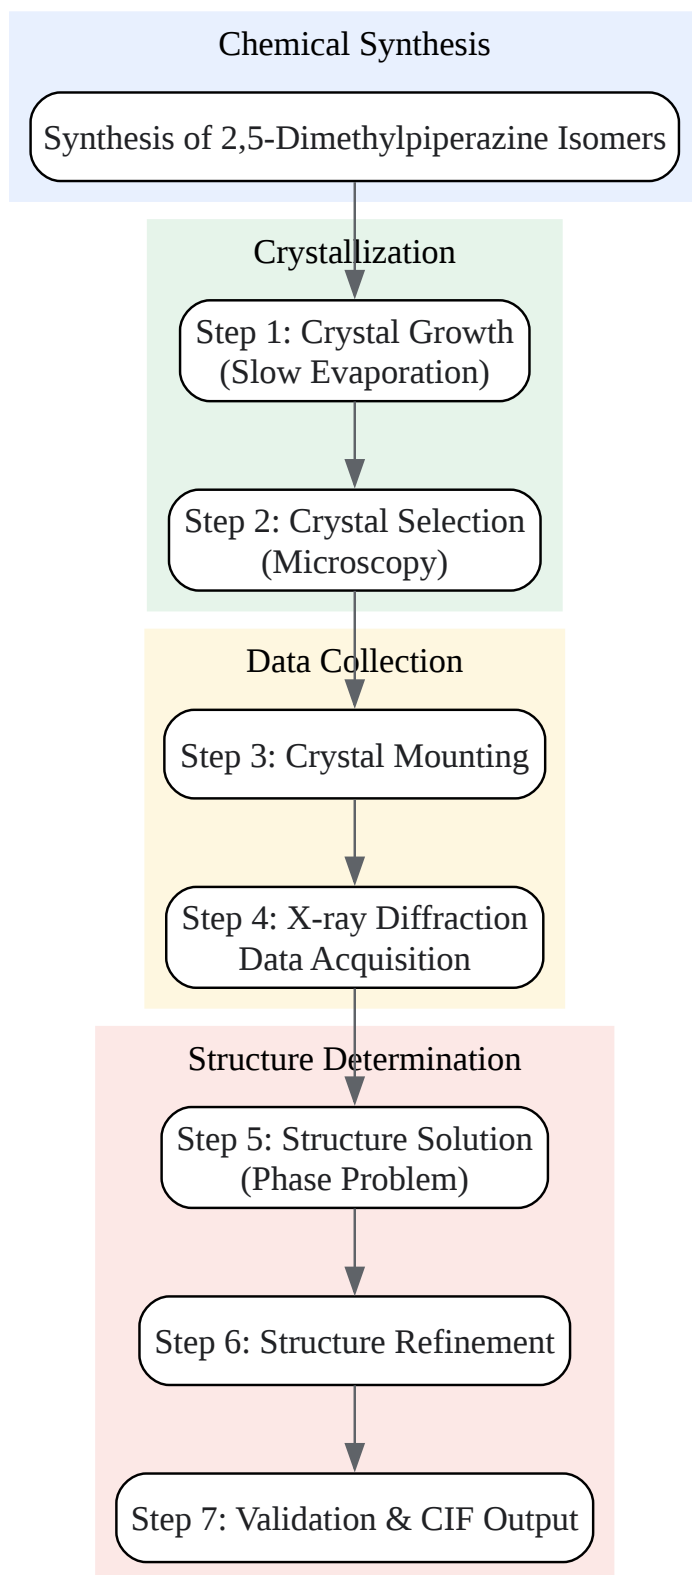 Chemical Synthesis
Synthesis of 2,5-Dimethylpiperazine Isomers
Crystallization
Step 1: Crystal Growth
(Slow Evaporation)
Step 2: Crystal Selection
(Microscopy)
Data Collection
Step 3: Crystal Mounting
Step 4: X-ray Diffraction
Data Acquisition
Structure Determination
Step 5: Structure Solution
(Phase Problem)
Step 6: Structure Refinement
Step 7: Validation & CIF Output